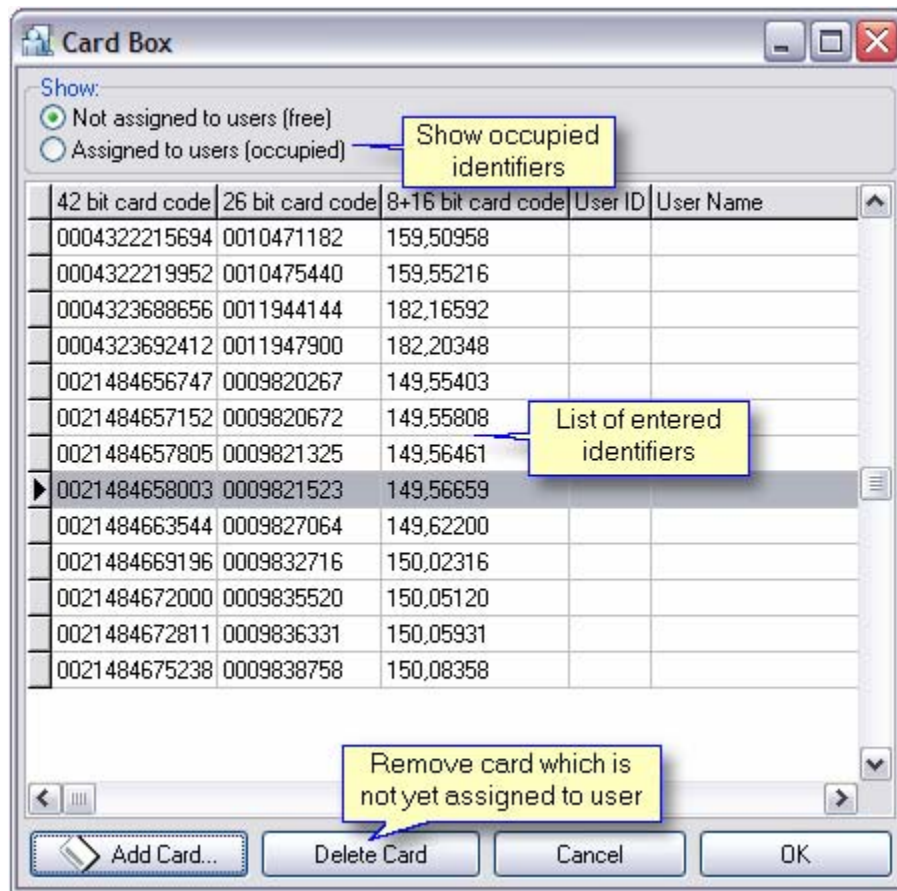 Card Box
Show:
Not assigned to users (free)
Assigned to users (occupied)
Show occupied
identifiers
42 bit card code 26 bit card code 8+16 bit card code User ID User Name
0004322215694 0010471182 159,50958
0004322219952 0010475440 159,55216
0004323688656 0011944144 182,16592
0004323692412 0011947900 182,20348
0021484656747 0009820267 149,55403
0021484657152 0009820672 149,55808
0021484657805 0009821325 149,56461
List of entered
identifiers
0021484658003 0009821523 149,56659
0021484663544 0009827064 149,62200
0021484669196 0009832716 150,02316
0021484672000 0009835520 150,05120
0021484672811 0009836331 150,05931
0021484675238 0009838758 150,08358
Remove card which is
not yet assigned to user
Add Card... Delete Card Cancel OK